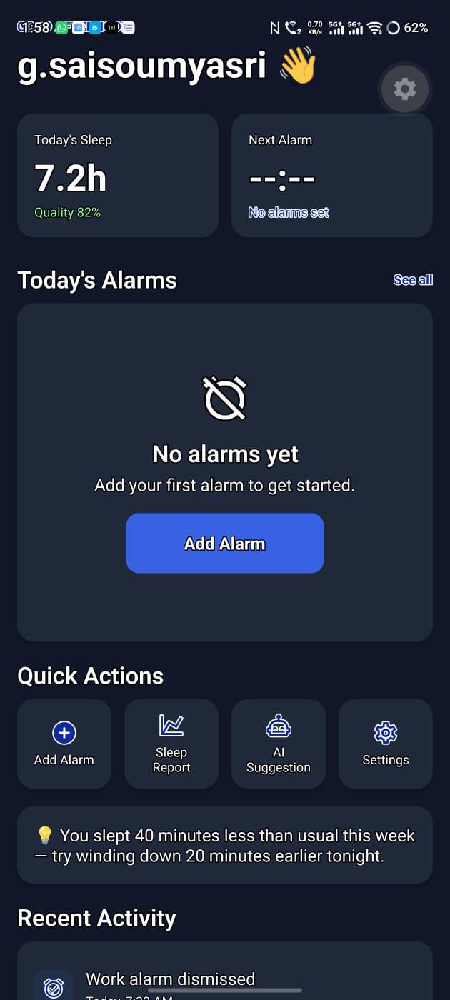 1:58
0.70
KB/s
5G+
5G+
2
62%
g.saisoumyasri 👋
Today's Sleep
7.2h
Quality 82%
Next Alarm
--:--
No alarms set
Today's Alarms
See all
No alarms yet
Add your first alarm to get started.
Add Alarm
Quick Actions
Add Alarm
Sleep
Report
AI
Suggestion
Settings
💡 You slept 40 minutes less than usual this week
— try winding down 20 minutes earlier tonight.
Recent Activity
Work alarm dismissed